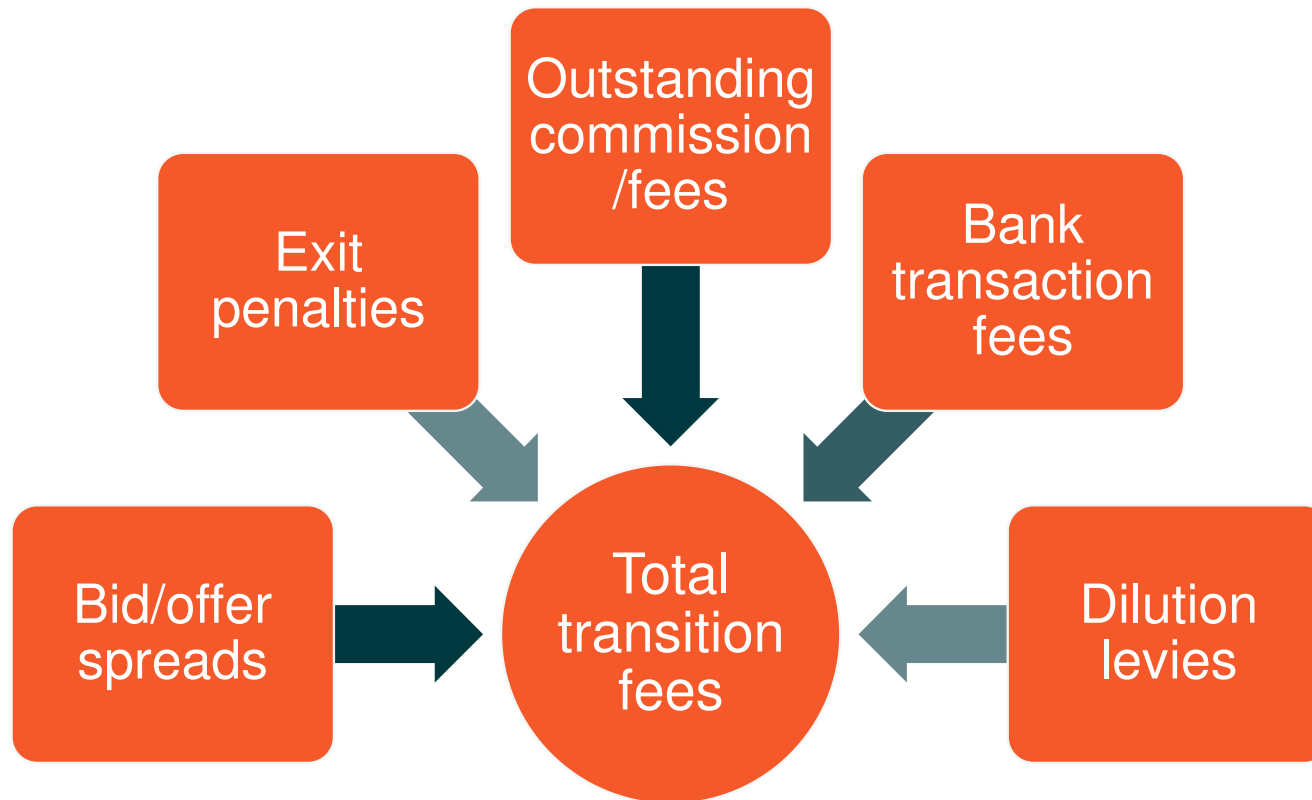 Outstanding
commission
/fees
Exit
penalties
Bank
transaction
fees
Bid/offer
spreads
Total
transition
fees
Dilution
levies